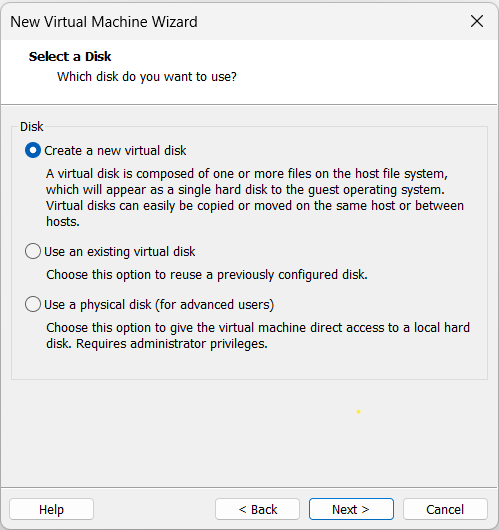 New Virtual Machine Wizard
Select a Disk
Which disk do you want to use?
Disk
Create a new virtual disk
A virtual disk is composed of one or more files on the host file system,
which will appear as a single hard disk to the guest operating system.
Virtual disks can easily be copied or moved on the same host or between
hosts.
Use an existing virtual disk
Choose this option to reuse a previously configured disk.
Use a physical disk (for advanced users)
Choose this option to give the virtual machine direct access to a local hard
disk. Requires administrator privileges.
Help
< Back
Next >
Cancel